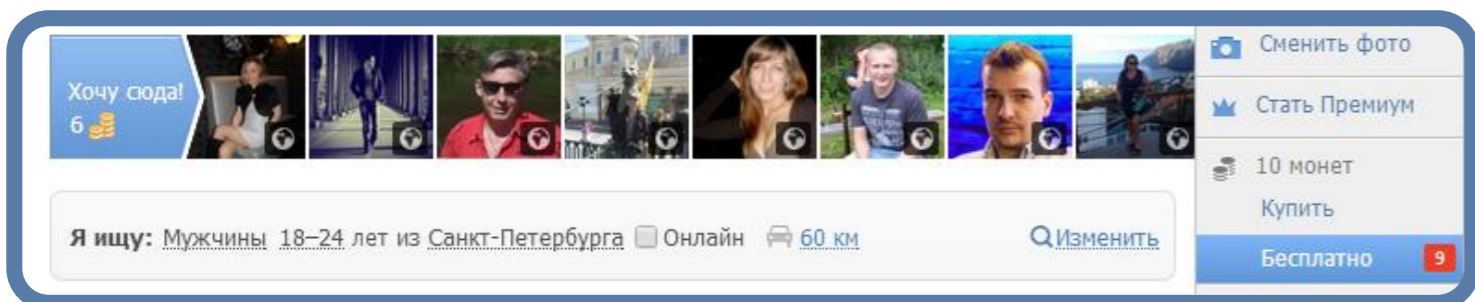 Хочу сюда!
6
Я ищу: Мужчины 18–24 лет из Санкт-Петербурга Онлайн 60 км Изменить
Сменить фото
Стать Премиум
10 монет
Купить
Бесплатно 9